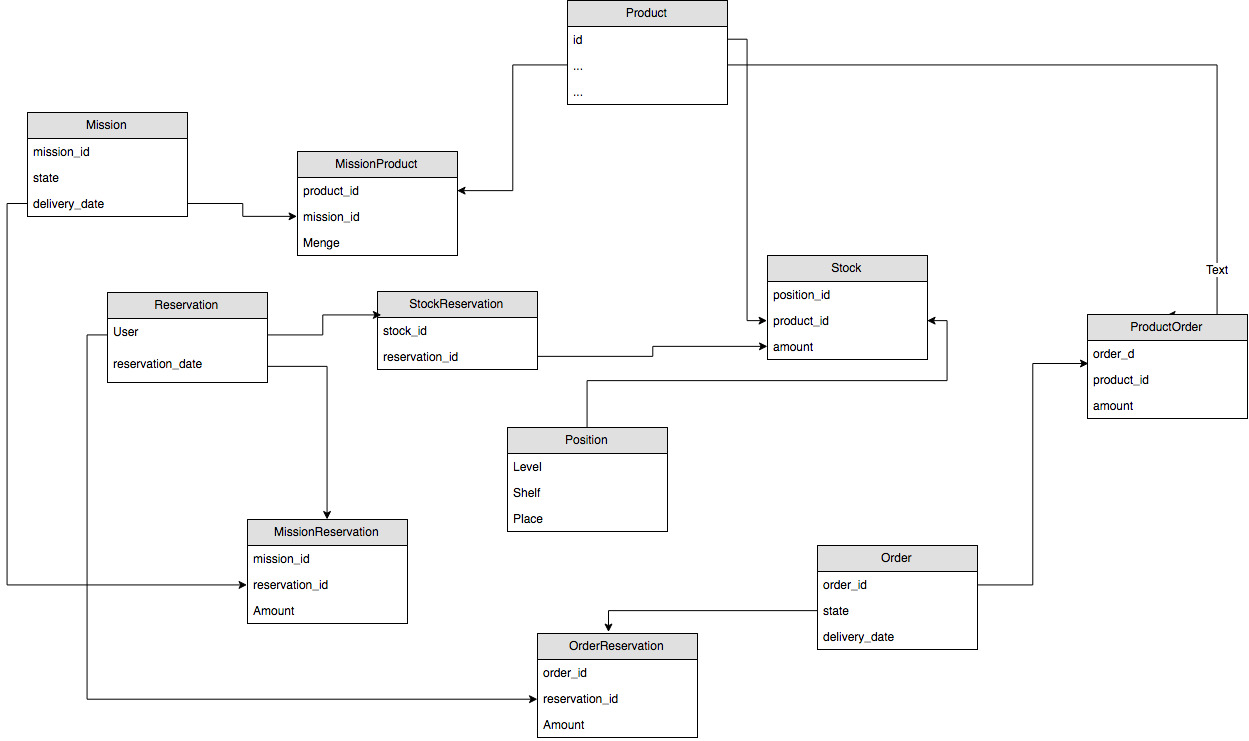 Product
id
...
...
Mission
mission_id
state
delivery_date
MissionProduct
product_id
mission_id
Menge
Stock
position_id
product_id
amount
Text
Reservation
User
reservation_date
StockReservation
stock_id
reservation_id
ProductOrder
order_d
product_id
amount
Position
Level
Shelf
Place
MissionReservation
mission_id
reservation_id
Amount
Order
order_id
state
delivery_date
OrderReservation
order_id
reservation_id
Amount